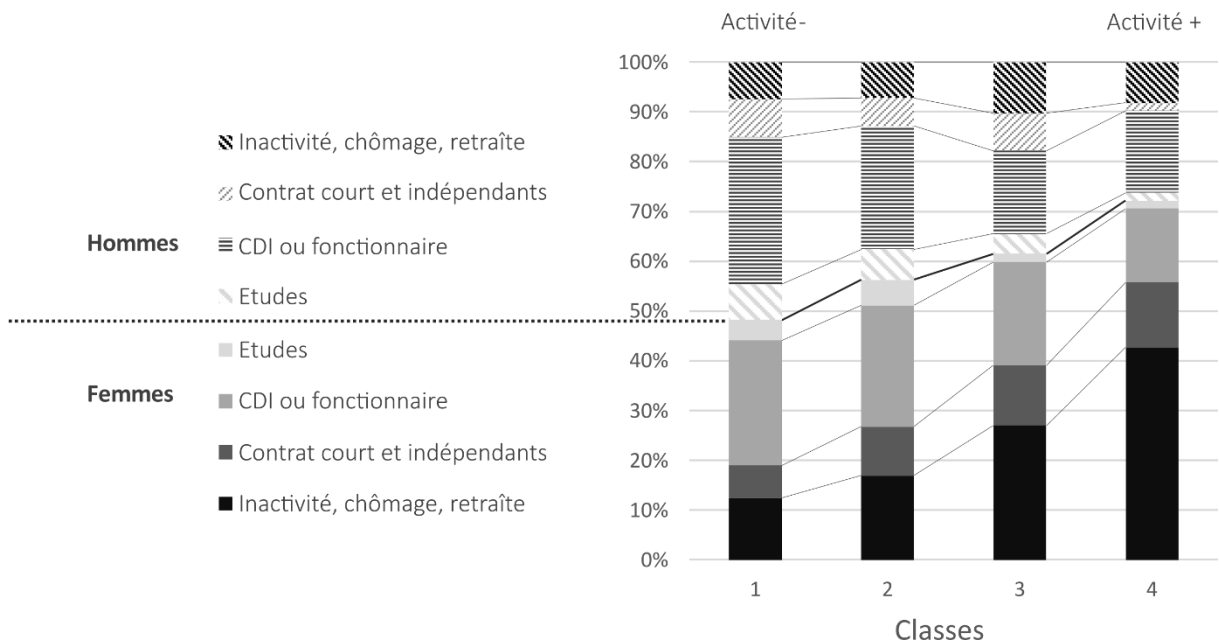 Activité-
Activité +
100%
90%
80%
70%
60%
50%
40%
30%
20%
10%
0%
Inactivité, chômage, retraîte
Contrat court et indépendants
Hommes
CDI ou fonctionnaire
Etudes
Etudes
Femmes
CDI ou fonctionnaire
Contrat court et indépendants
Inactivité, chômage, retraîte
1
2
3
4
Classes